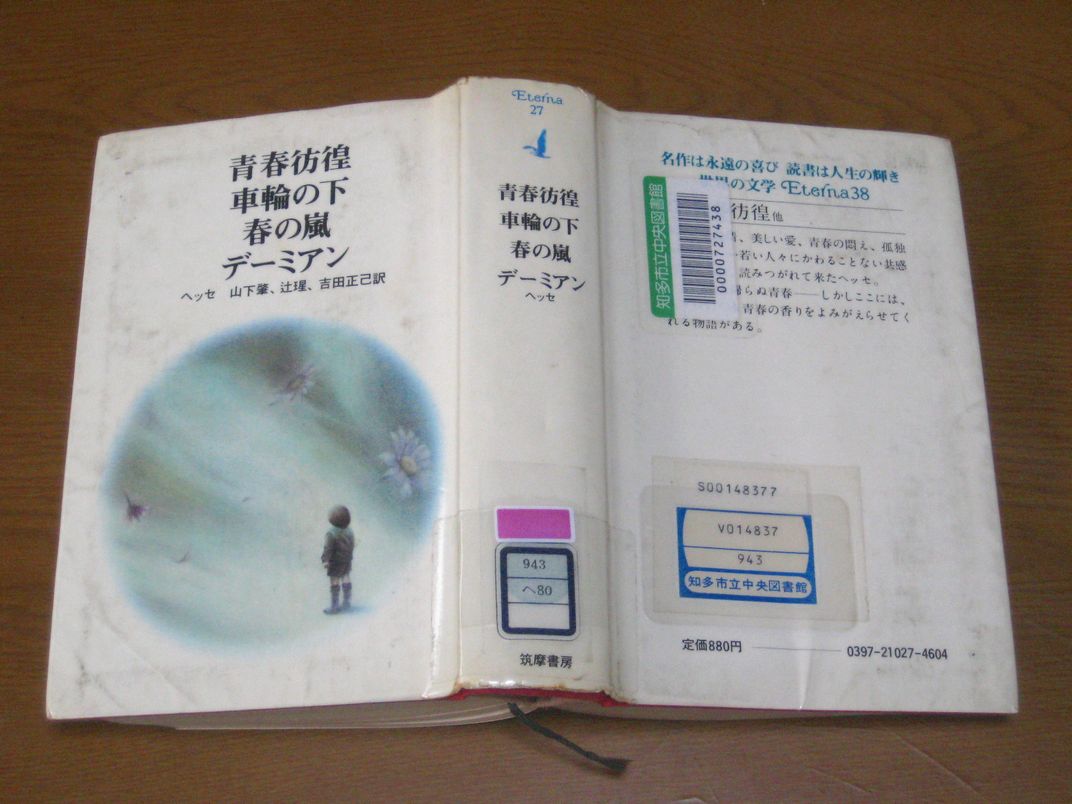 青春彷徨
車輪の下
春の嵐
デーミアン
ヘッセ 山下肇、辻瑆、吉田正己訳
Eterna
27
青春彷徨
車輪の下
春の嵐
デーミアン
ヘッセ
943
ヘ80
筑摩書房
名作は永遠の喜び 読書は人生の輝き
の文学 Eterna38
彷徨他
、美しい愛、青春の悶え、孤独
若い人々にかわることない共感
読みつがれて来たヘッセ。
らぬ青春——しかしここには、
青春の香りをよみがえらせてく
れる物語がある。
知多市立中央図書館
0000727438
S00148377
V014837
943
知多市立中央図書館
定価880円 0397-21027-4604